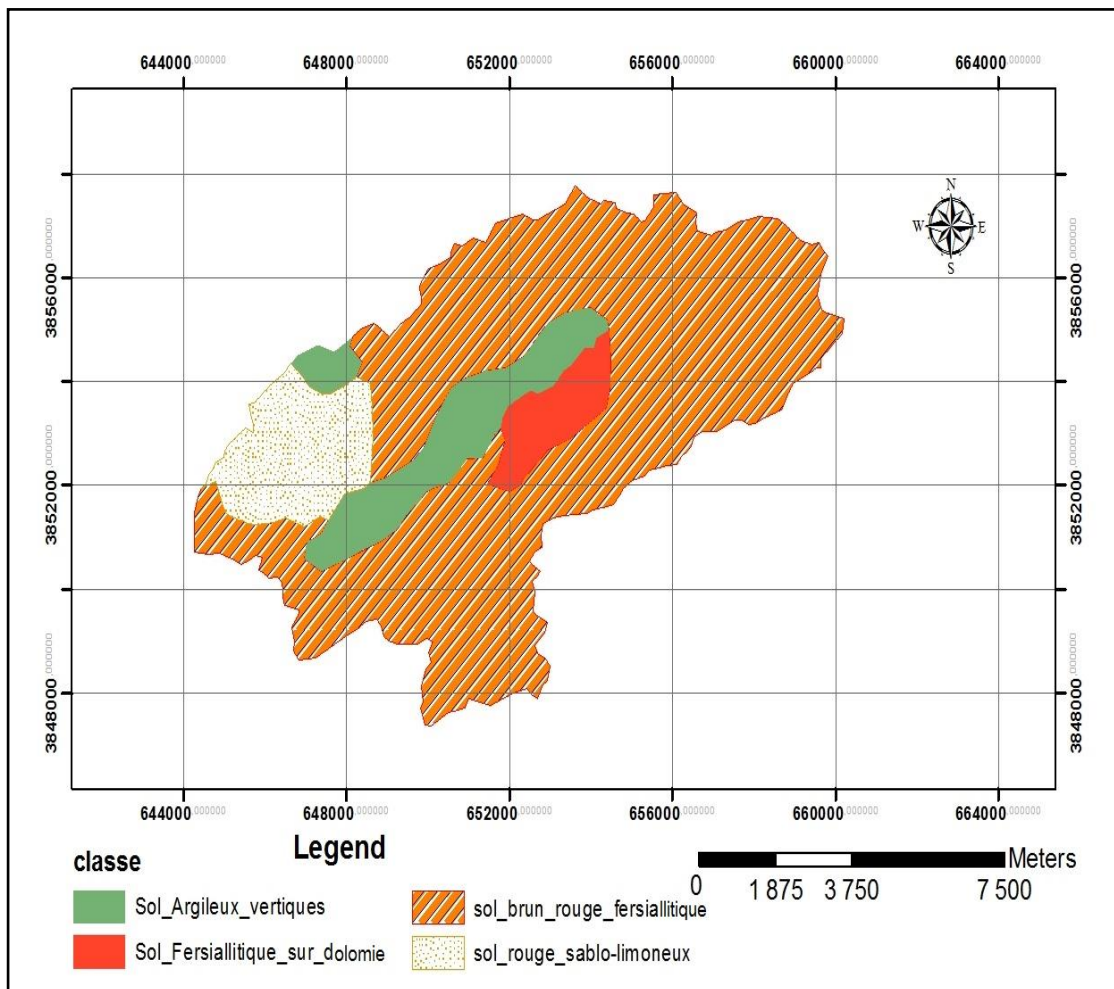 644000,000000 648000,000000 652000,000000 656000,000000 660000,000000 664000,000000
N
W E
S
3856000,000000 3856000,000000
3852000,000000 3852000,000000
3848000,000000 3848000,000000
644000,000000 648000,000000 652000,000000 656000,000000 660000,000000 664000,000000
Legend
classe
Meters
0 1 875 3 750 7 500
Sol_Argileux_vertiques sol_brun_rouge_fersiallitique
Sol_Fersiallitique_sur_dolomie sol_rouge_sablo-limoneux